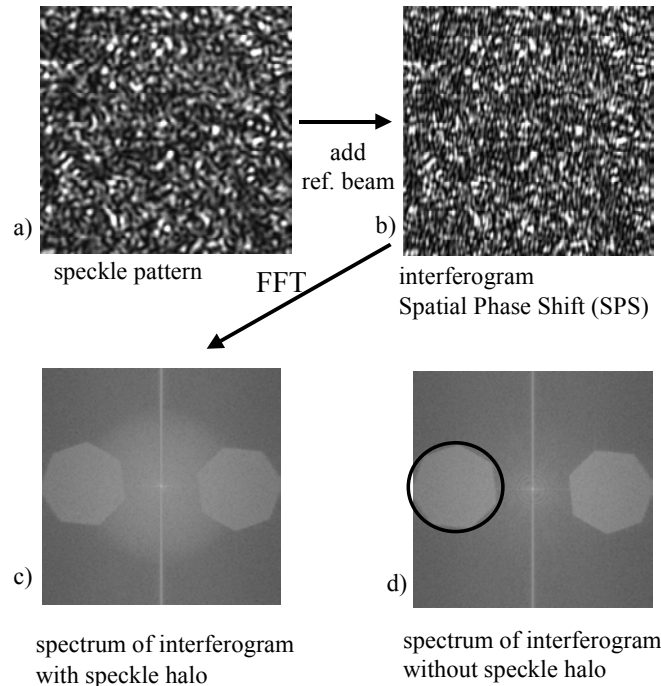 add
ref. beam
a)
b)
speckle pattern
interferogram
Spatial Phase Shift (SPS)
FFT
c)
d)
spectrum of interferogram
with speckle halo
spectrum of interferogram
without speckle halo